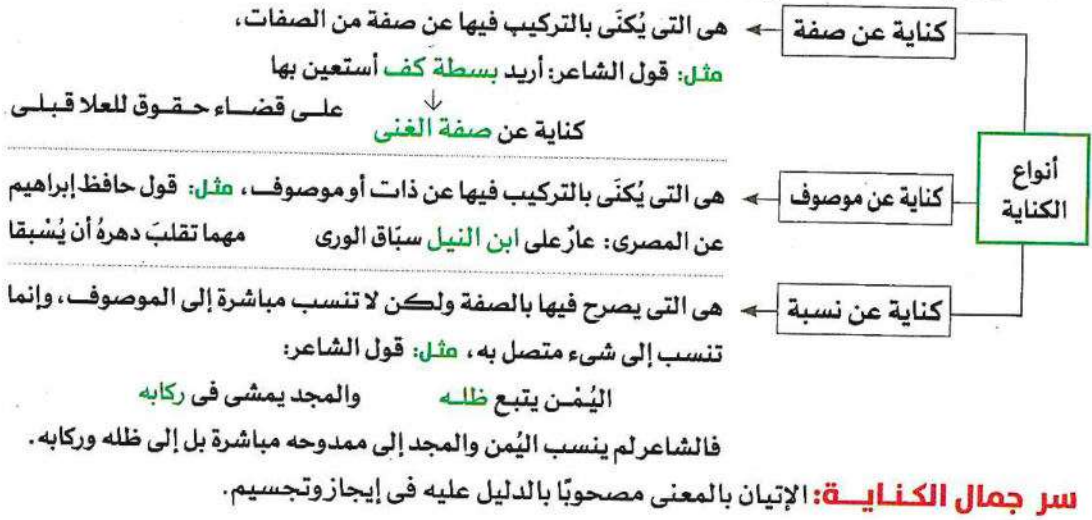 أنواع الكناية
كناية عن صفة
هى التى يُكنَى بالتركيب فيها عن صفة من الصفات،
مثل: قول الشاعر: أريد بسطة كف أستعين بها
على قضاء حقوق للعلا قبلى
كناية عن صفة الغنى
كناية عن موصوف
هى التى يُكنَى بالتركيب فيها عن ذات أو موصوف، مثل: قول حافظ إبراهيم
عن المصرى: عارٌ على ابن النيل سبّاق الورى مهما تقلبَ دهرهُ أن يُسْبقا
كناية عن نسبة
هى التى يصرح فيها بالصفة ولكن لا تنسب مباشرة إلى الموصوف، وإنما
تنسب إلى شىء متصل به، مثل: قول الشاعر:
اليُمْن يتبع ظله والمجد يمشى فى ركابه
فالشاعر لم ينسب اليُمن والمجد إلى ممدوحه مباشرة بل إلى ظله وركابه.
سر جمال الكناية: الإتيان بالمعنى مصحوبًا بالدليل عليه فى إيجاز وتجسيم.